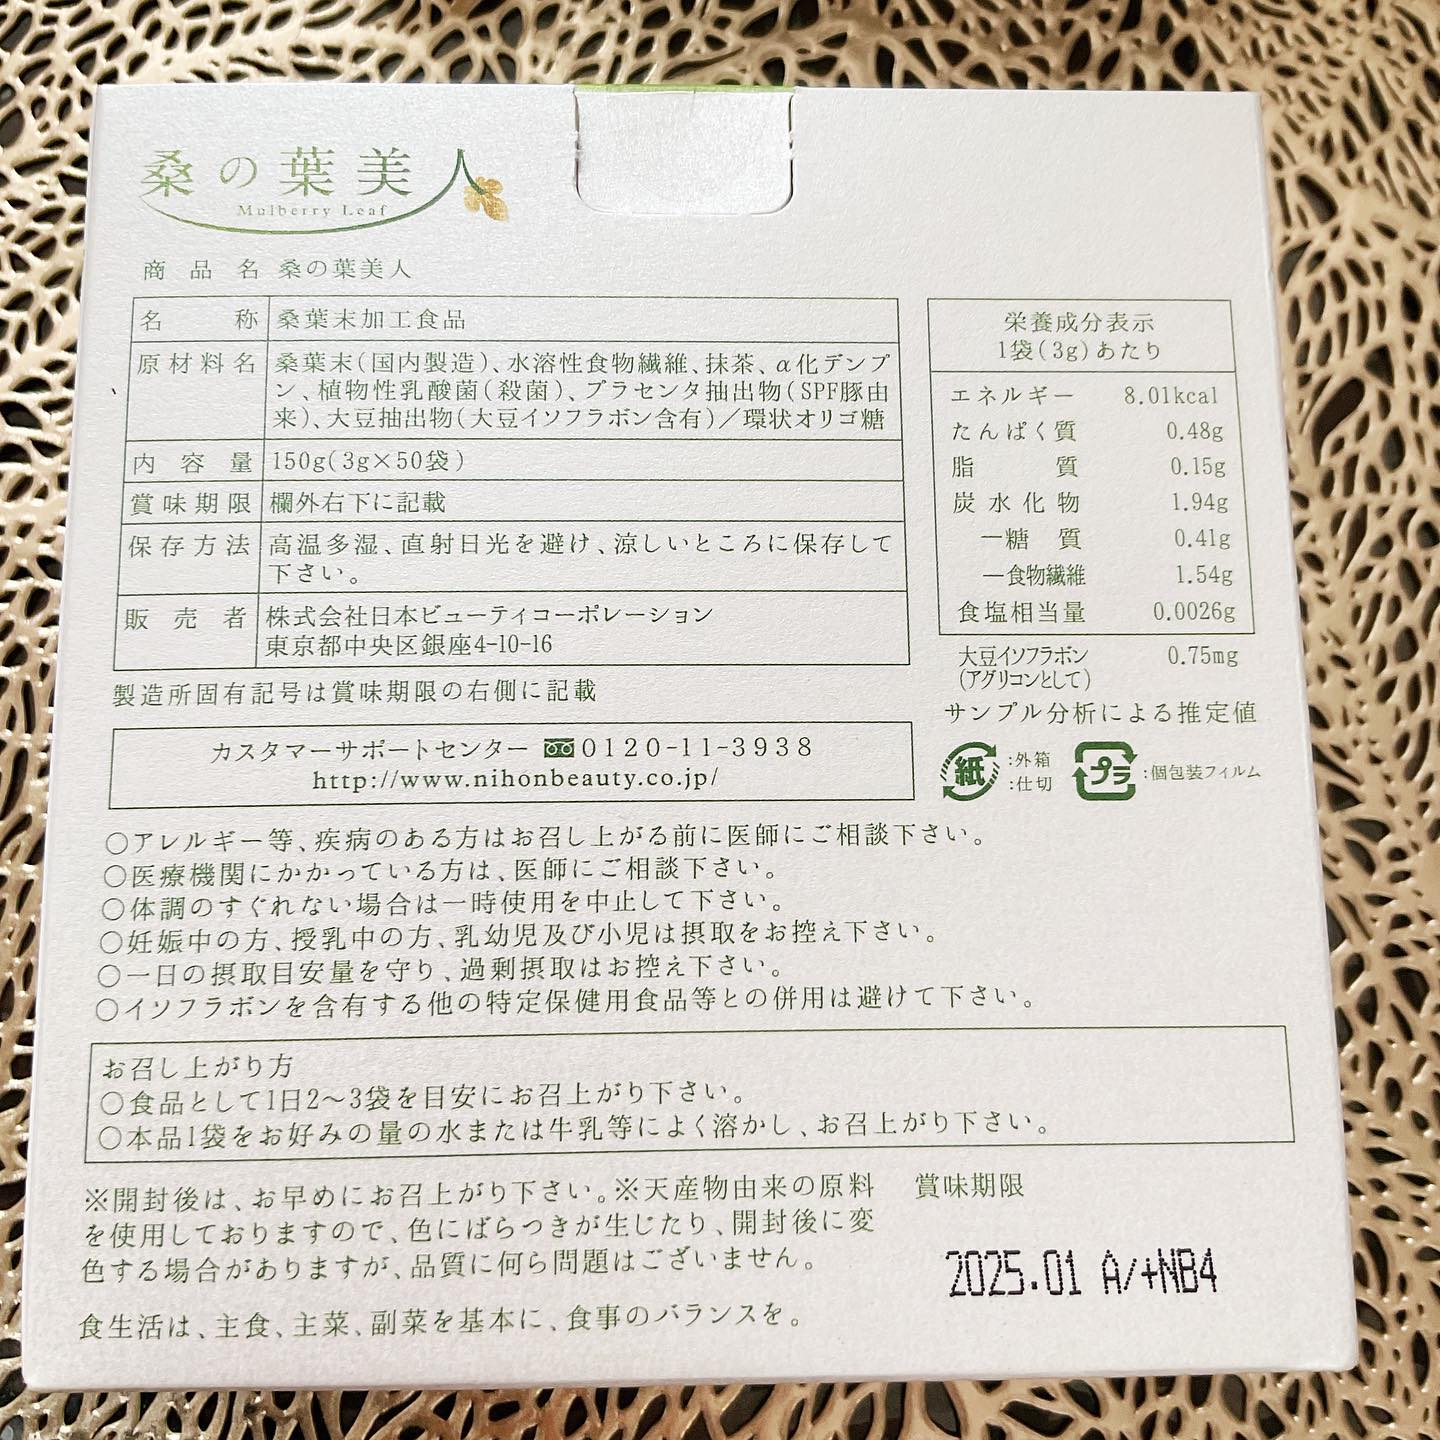 桑の葉美人
Mulberry Leaf
商品名 桑の葉美人
名称 桑葉末加工食品
原材料名 桑葉末(国内製造)、水溶性食物繊維、抹茶、α化デンプ
ン、植物性乳酸菌(殺菌)、プラセンタ抽出物(SPF豚由
来)、大豆抽出物(大豆イソフラボン含有)/環状オリゴ糖
内容量 150g(3g×50袋)
賞味期限 欄外右下に記載
保存方法 高温多湿、直射日光を避け、涼しいところに保存して
下さい。
販売者 株式会社日本ビューティコーポレーション
東京都中央区銀座4-10-16
製造所固有記号は賞味期限の右側に記載
栄養成分表示
1袋(3g)あたり
エネルギー 8.01kcal
たんぱく質 0.48g
脂質 0.15g
炭水化物 1.94g
―糖質 0.41g
―食物繊維 1.54g
食塩相当量 0.0026g
大豆イソフラボン 0.75mg
(アグリコンとして)
サンプル分析による推定値
カスタマーサポートセンター 0120-11-3938
http://www.nihonbeauty.co.jp/
紙 :外箱
:仕切
プラ :個包装フィルム
○アレルギー等、疾病のある方はお召し上がる前に医師にご相談下さい。
○医療機関にかかっている方は、医師にご相談下さい。
○体調のすぐれない場合は一時使用を中止して下さい。
○妊娠中の方、授乳中の方、乳幼児及び小児は摂取をお控え下さい。
○一日の摂取目安量を守り、過剰摂取はお控え下さい。
○イソフラボンを含有する他の特定保健用食品等との併用は避けて下さい。
お召し上がり方
○食品として1日2〜3袋を目安にお召上がり下さい。
○本品1袋をお好みの量の水または牛乳等によく溶かし、お召上がり下さい。
※開封後は、お早めにお召上がり下さい。※天産物由来の原料
を使用しておりますので、色にばらつきが生じたり、開封後に変
色する場合がありますが、品質に何ら問題はございません。
食生活は、主食、主菜、副菜を基本に、食事のバランスを。
賞味期限
2025.01 A/+NB4